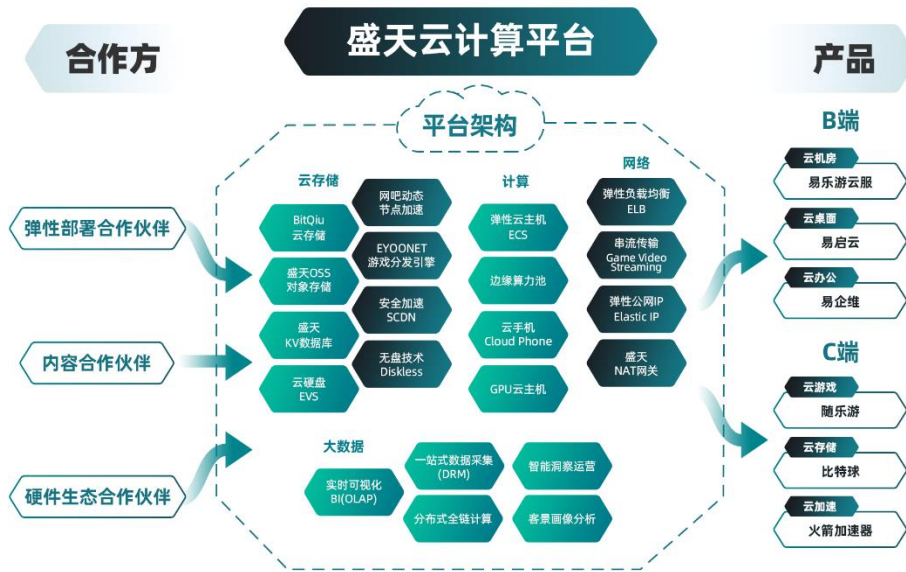 合作方
盛天云计算平台
产品
平台架构
弹性部署合作伙伴
内容合作伙伴
硬件生态合作伙伴
云存储
BitQiu
云存储
盛天OSS
对象存储
盛天
KV数据库
云硬盘
EVS
网吧动态
节点加速
EYOONET
游戏分发引擎
安全加速
SCDN
无盘技术
Diskless
计算
弹性云主机
ECS
边缘算力池
云手机
Cloud Phone
GPU云主机
网络
弹性负载均衡
ELB
串流传输
Game Video
Streaming
弹性公网IP
Elastic IP
盛天
NAT网关
大数据
实时可视化
BI(OLAP)
一站式数据采集
(DRM)
分布式全链计算
智能洞察运营
客景画像分析
B端
云机房
易乐游云服
云桌面
易启云
云办公
易企维
C端
云游戏
随乐游
云存储
比特球
云加速
火箭加速器